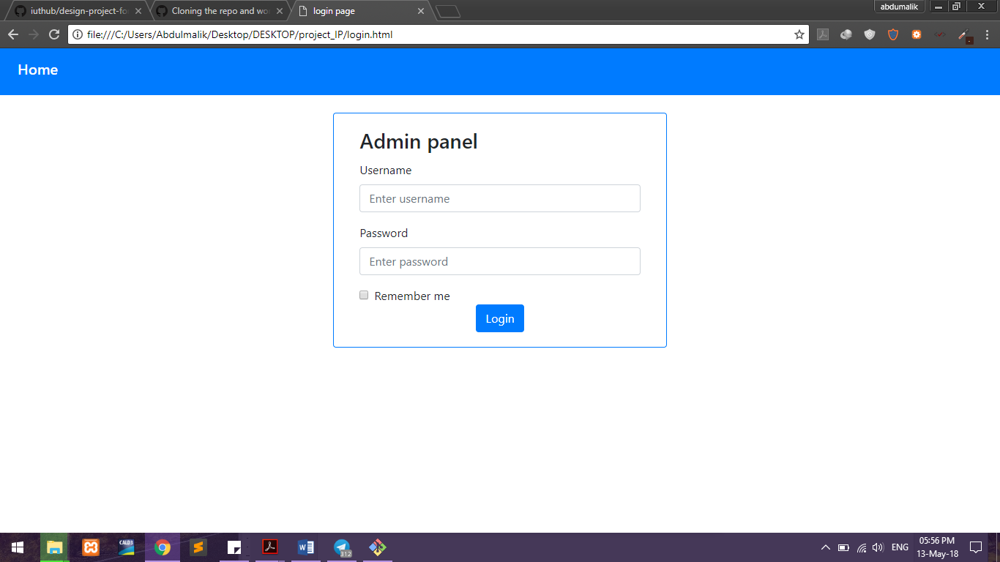 iuthub/design-project-fo
Cloning the repo and wo
login page
abdumalik
file:///C:/Users/Abdulmalik/Desktop/DESKTOP/project_IP/login.html
Home
Admin panel
Username
Enter username
Password
Enter password
Remember me
Login
CALD3
312
ENG
05:56 PM
13-May-18